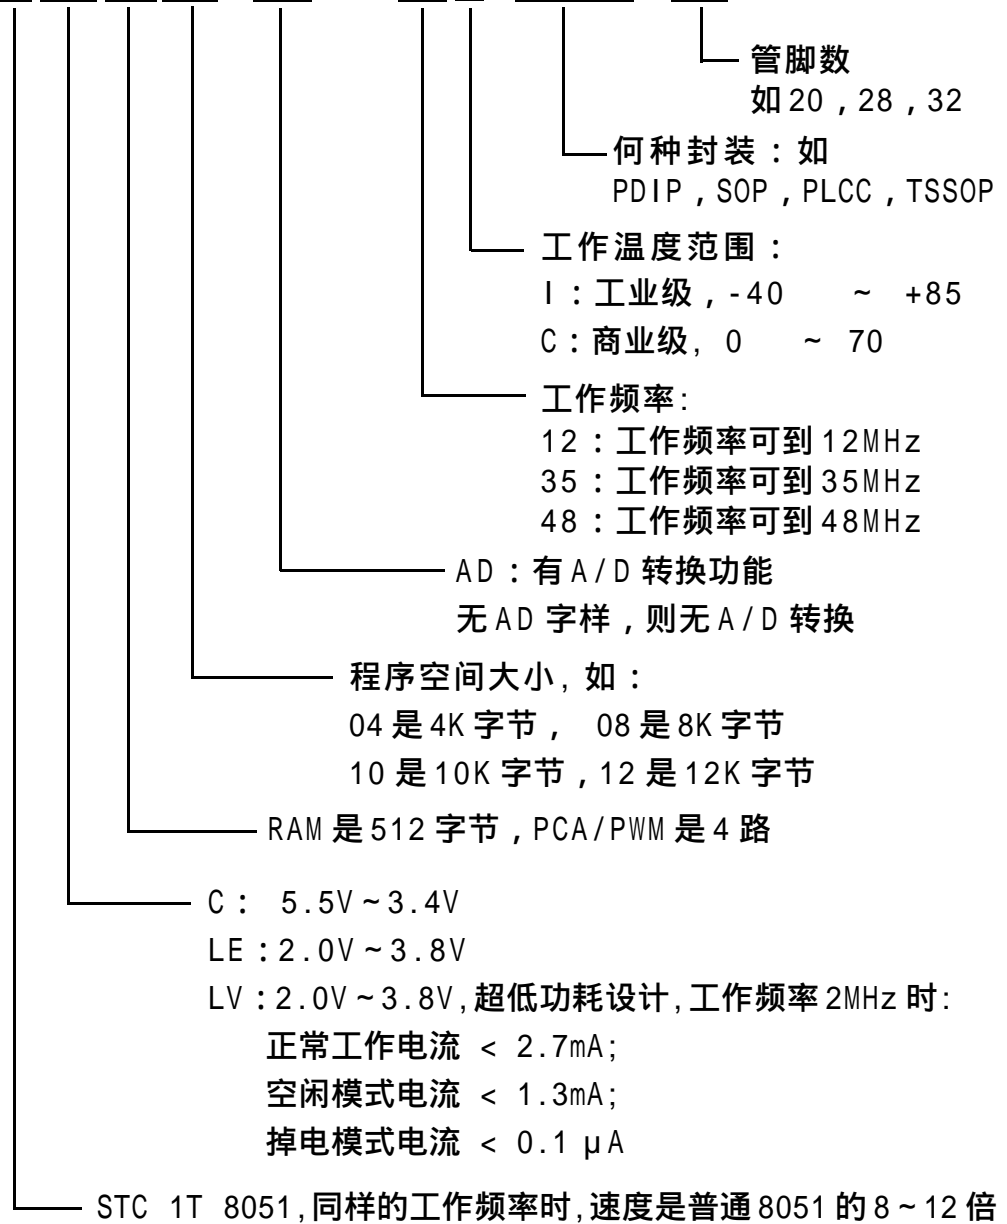 管脚数
如20，28，32
何种封装：如
PDIP，SOP，PLCC，TSSOP
工作温度范围：
I：工业级，-40 ~ +85
C：商业级, 0 ~ 70
工作频率:
12：工作频率可到12MHz
35：工作频率可到35MHz
48：工作频率可到48MHz
AD：有A/D转换功能
无AD字样，则无A/D转换
程序空间大小,如：
04是4K字节， 08是8K字节
10是10K字节，12是12K字节
RAM是512字节，PCA/PWM是4路
C： 5.5V~3.4V
LE：2.0V~3.8V
LV：2.0V~3.8V,超低功耗设计,工作频率2MHz时:
正常工作电流 < 2.7mA;
空闲模式电流 < 1.3mA;
掉电模式电流 < 0.1 μA
STC 1T 8051,同样的工作频率时,速度是普通8051的8~12倍